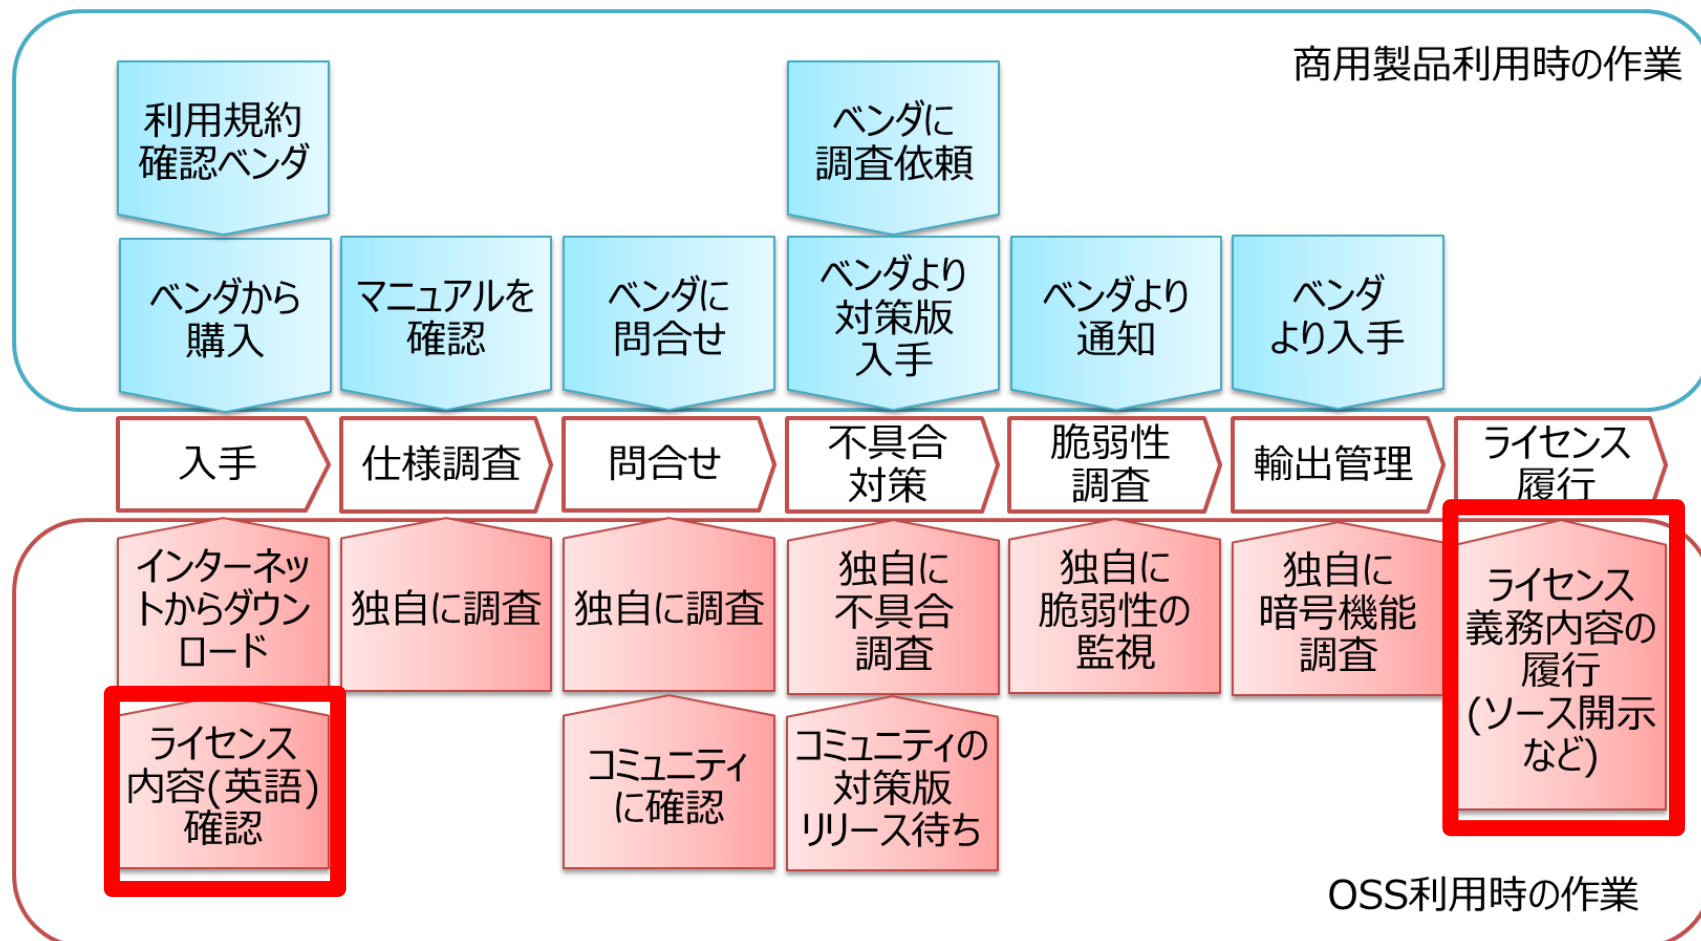 商用製品利用時の作業
利用規約
確認ベンダ
ベンダに
調査依頼
ベンダから
購入
マニュアルを
確認
ベンダに
問合せ
ベンダより
対策版
入手
ベンダより
通知
ベンダ
より入手
入手
仕様調査
問合せ
不具合
対策
脆弱性
調査
輸出管理
ライセンス
履行
インターネッ
トからダウン
ロード
独自に調査
独自に調査
独自に
不具合
調査
独自に
脆弱性の
監視
独自に
暗号機能
調査
ライセンス
義務内容の
履行
(ソース開示
など)
ライセンス
内容(英語)
確認
コミュニティ
に確認
コミュニティの
対策版
リリース待ち
OSS利用時の作業